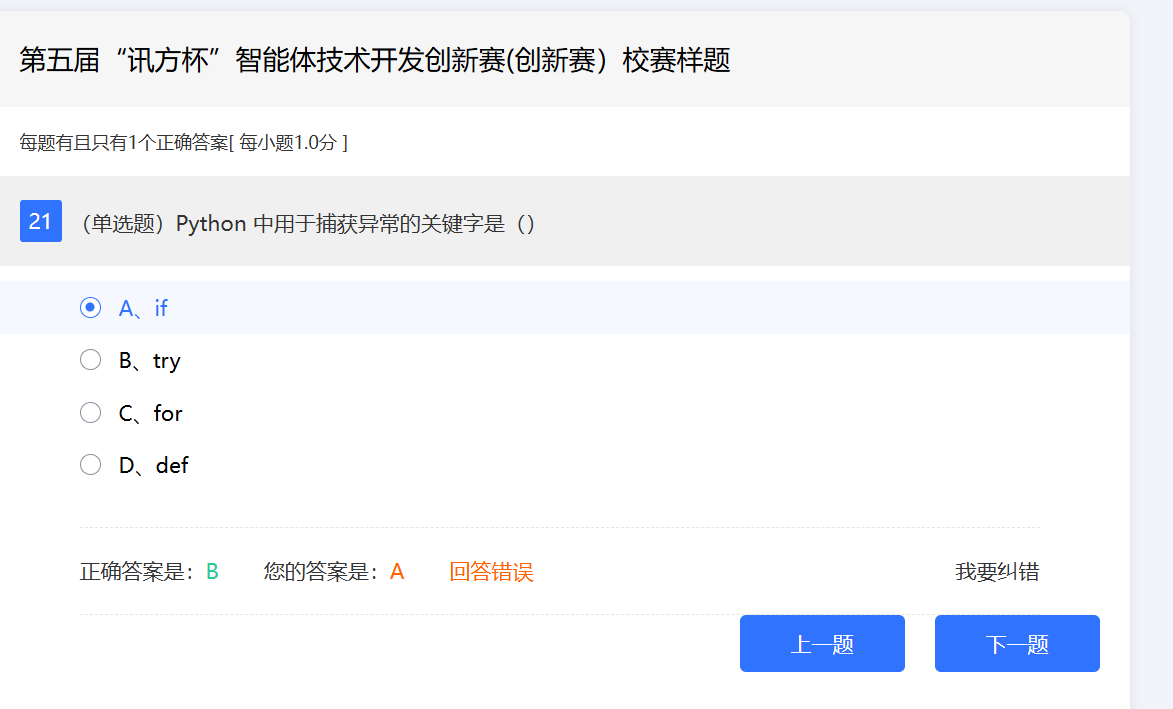 第五届“讯方杯”智能体技术开发创新赛(创新赛）校赛样题
每题有且只有1个正确答案[ 每小题1.0分 ]
21 （单选题）Python 中用于捕获异常的关键字是（）
A、if
B、try
C、for
D、def
正确答案是：B 您的答案是：A 回答错误 我要纠错
上一题 下一题